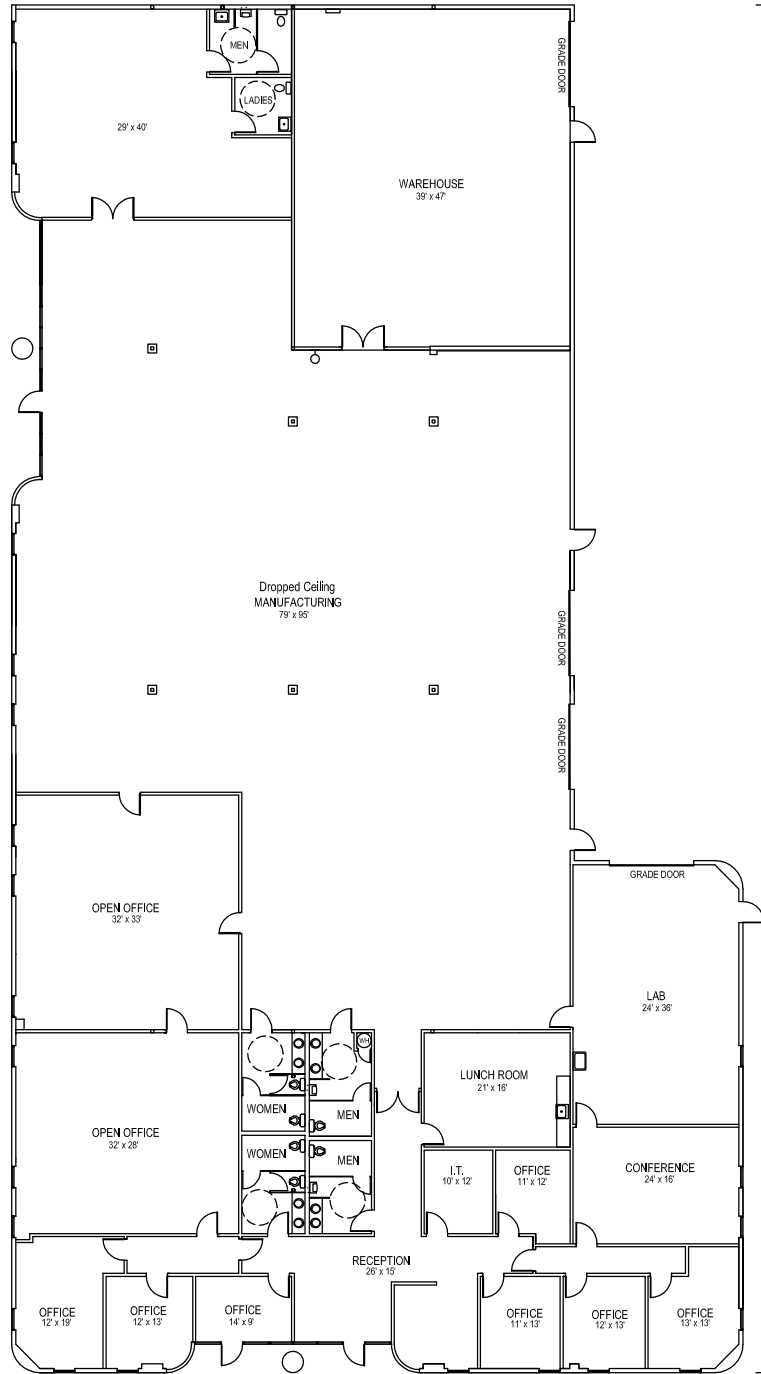 MEN
GRADE DOOR
LADIES
29' x 40'
WAREHOUSE
39' x 47'
Dropped Ceiling
MANUFACTURING
79' x 95'
GRADE DOOR
GRADE DOOR
GRADE DOOR
OPEN OFFICE
32' x 33'
LAB
24' x 36'
WH
LUNCH ROOM
21' x 16'
WOMEN
MEN
OPEN OFFICE
32' x 28'
WOMEN
MEN
I.T.
10' x 12'
OFFICE
11' x 12'
CONFERENCE
24' x 16'
RECEPTION
26' x 15'
OFFICE
12' x 19'
OFFICE
12' x 13'
OFFICE
14' x 9'
OFFICE
11' x 13'
OFFICE
12' x 13'
OFFICE
13' x 13'